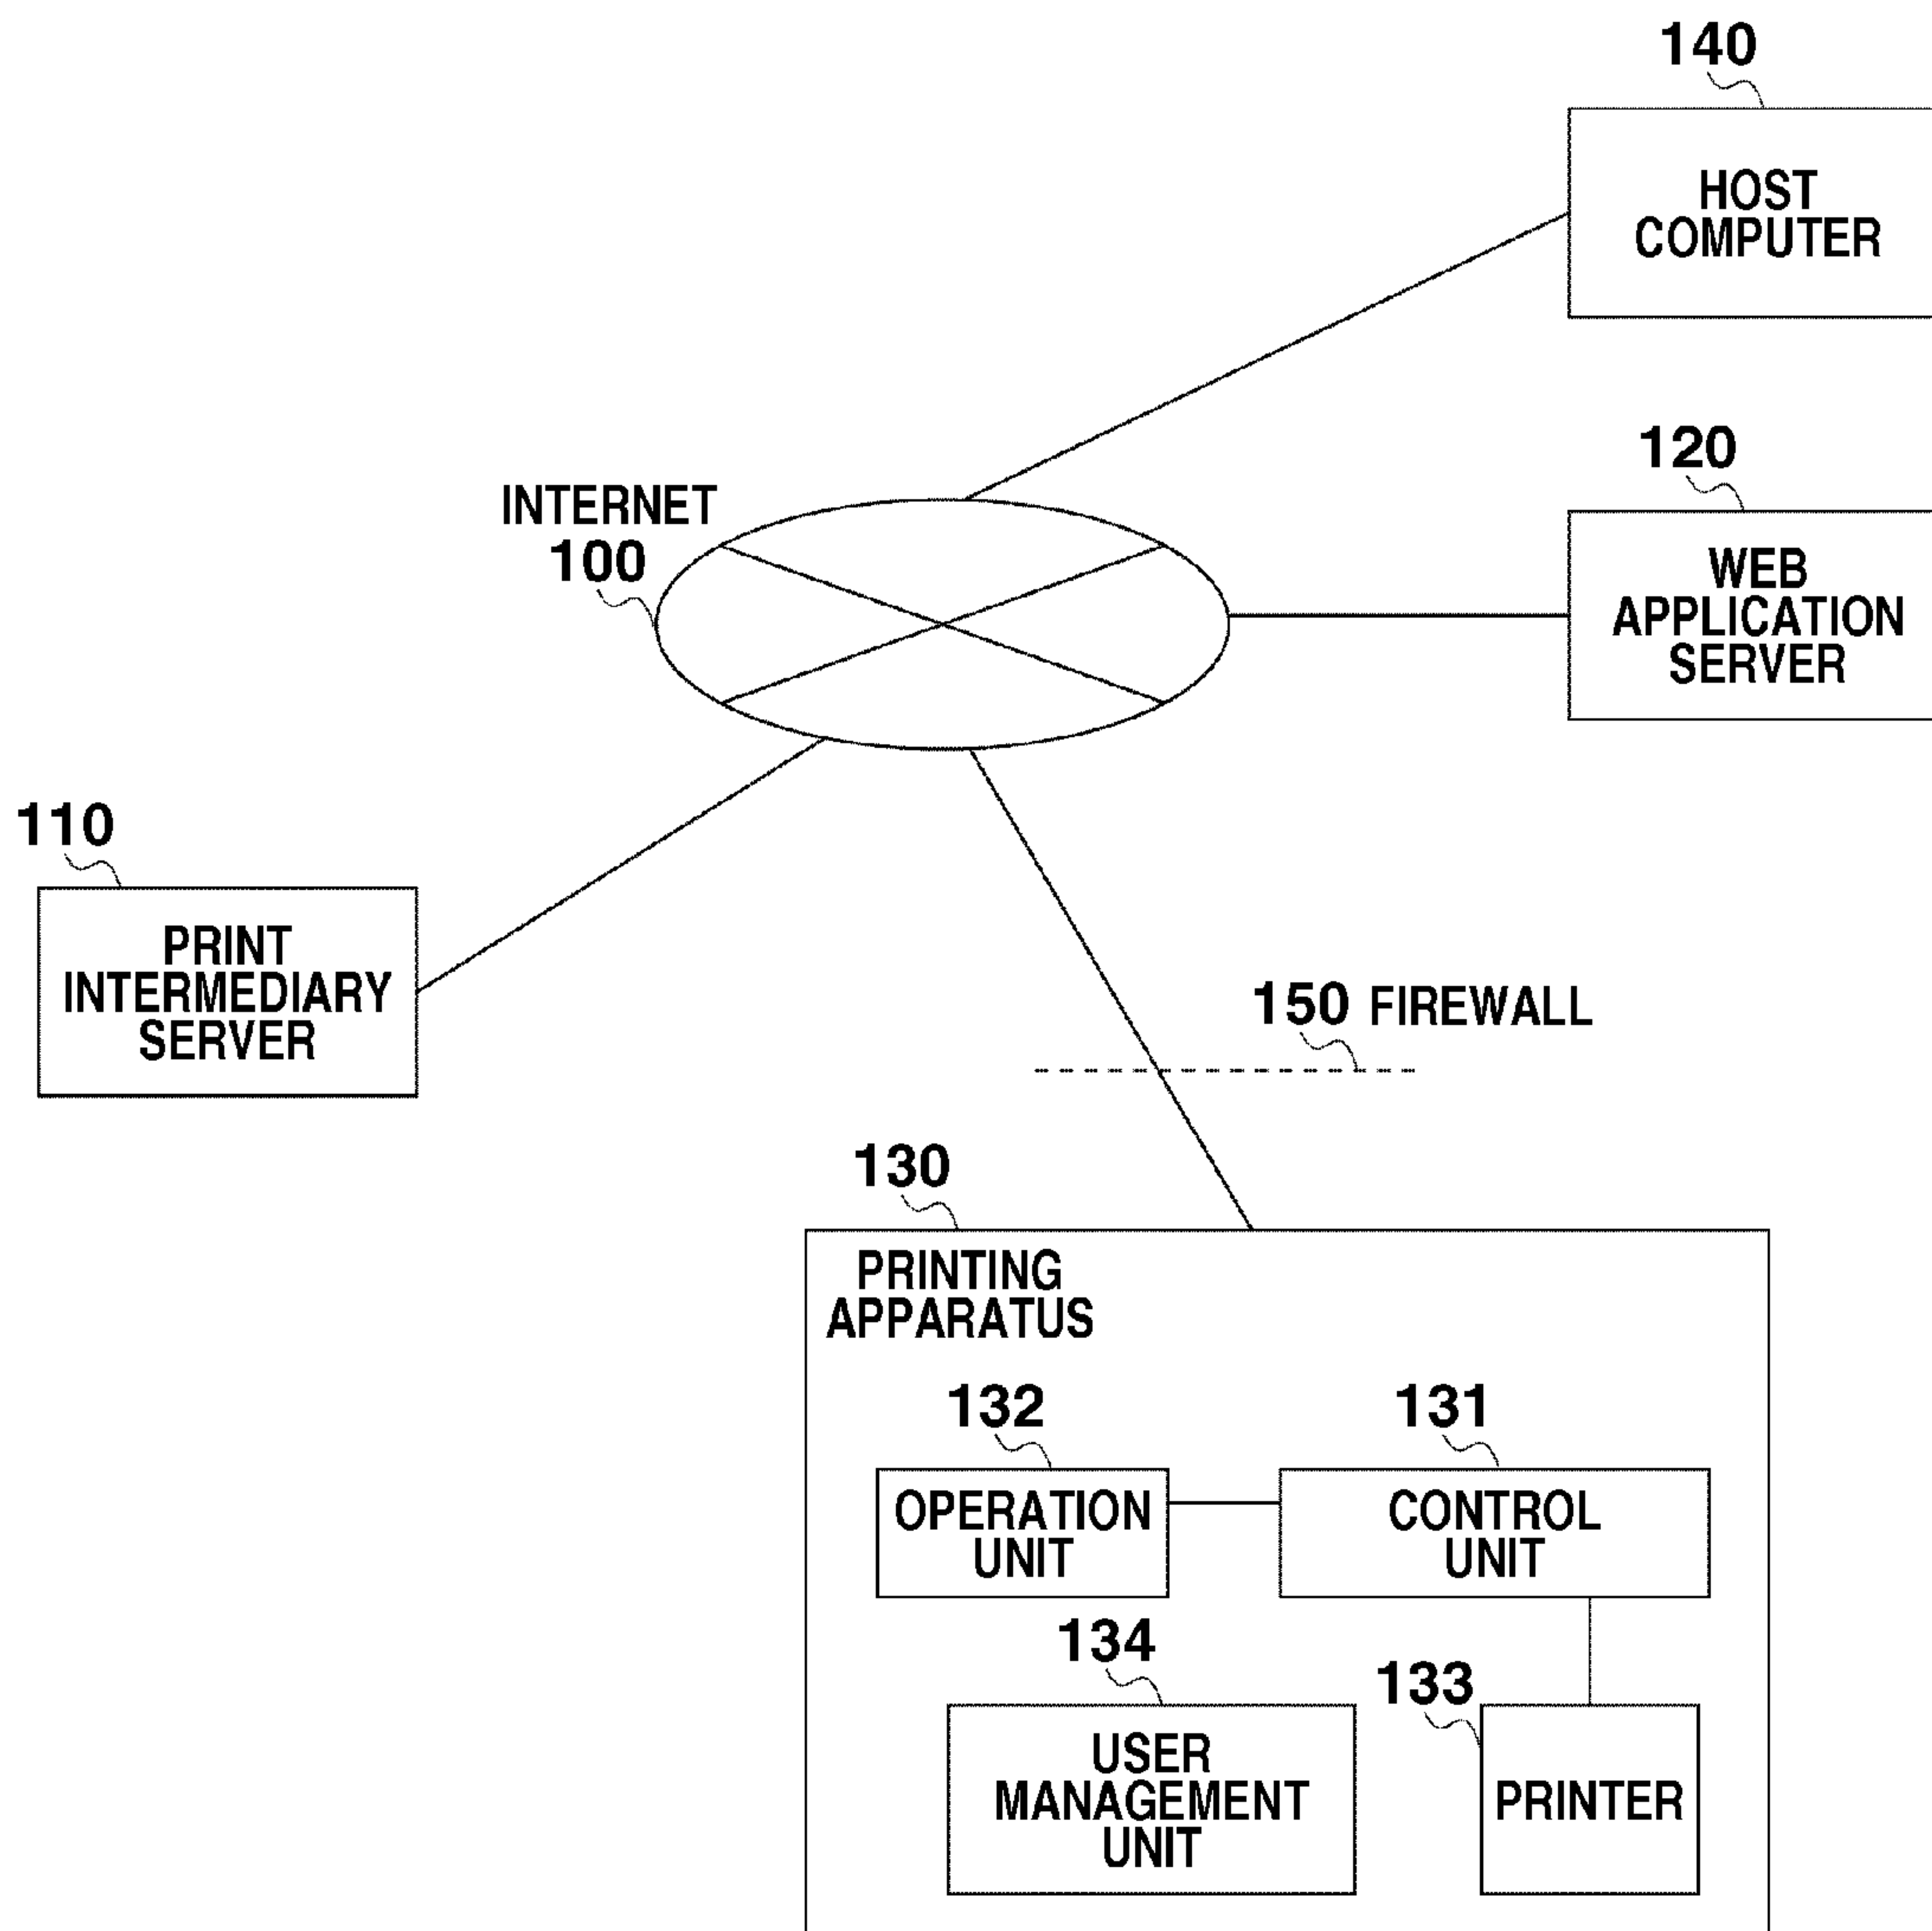 140
HOST
COMPUTER
120
INTERNET
100
WEB
APPLICATION
SERVER
110
PRINT
INTERMEDIARY
SERVER
150 FIREWALL
130
PRINTING
APPARATUS
132
131
OPERATION
UNIT
CONTROL
UNIT
134
133
USER
MANAGEMENT
UNIT
PRINTER